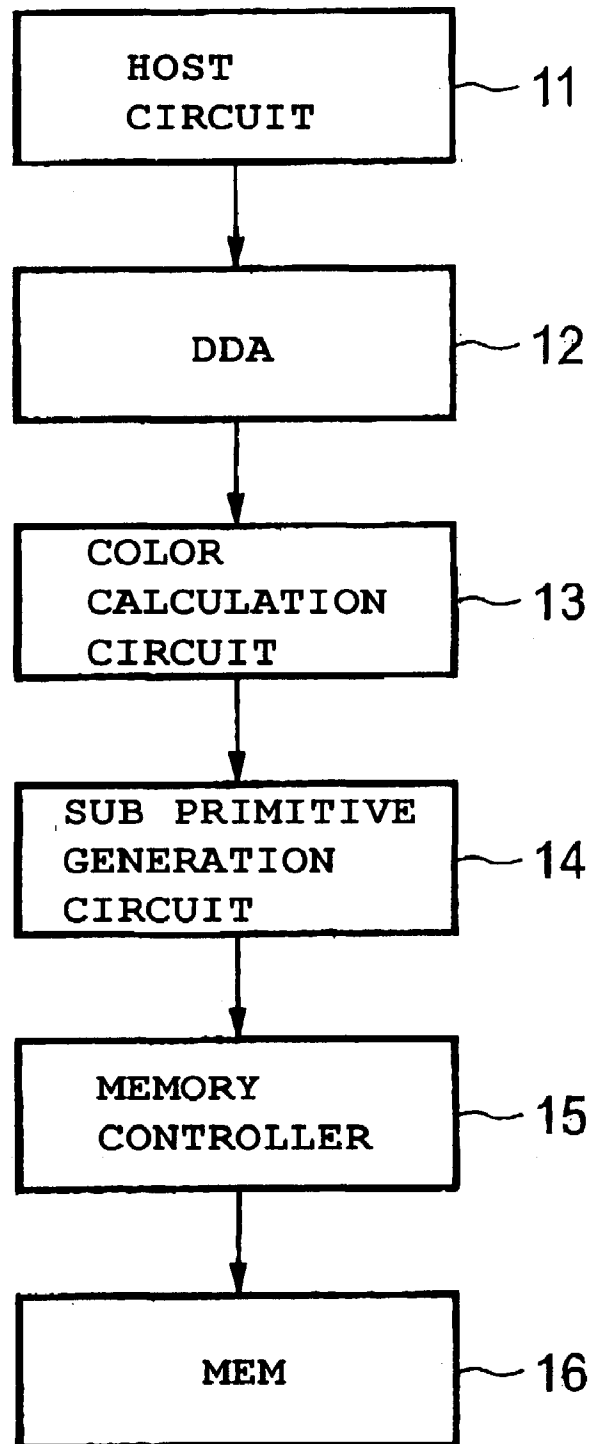 HOST
CIRCUIT
11
DDA
12
COLOR
CALCULATION
CIRCUIT
13
SUB PRIMITIVE
GENERATION
CIRCUIT
14
MEMORY
CONTROLLER
15
MEM
16